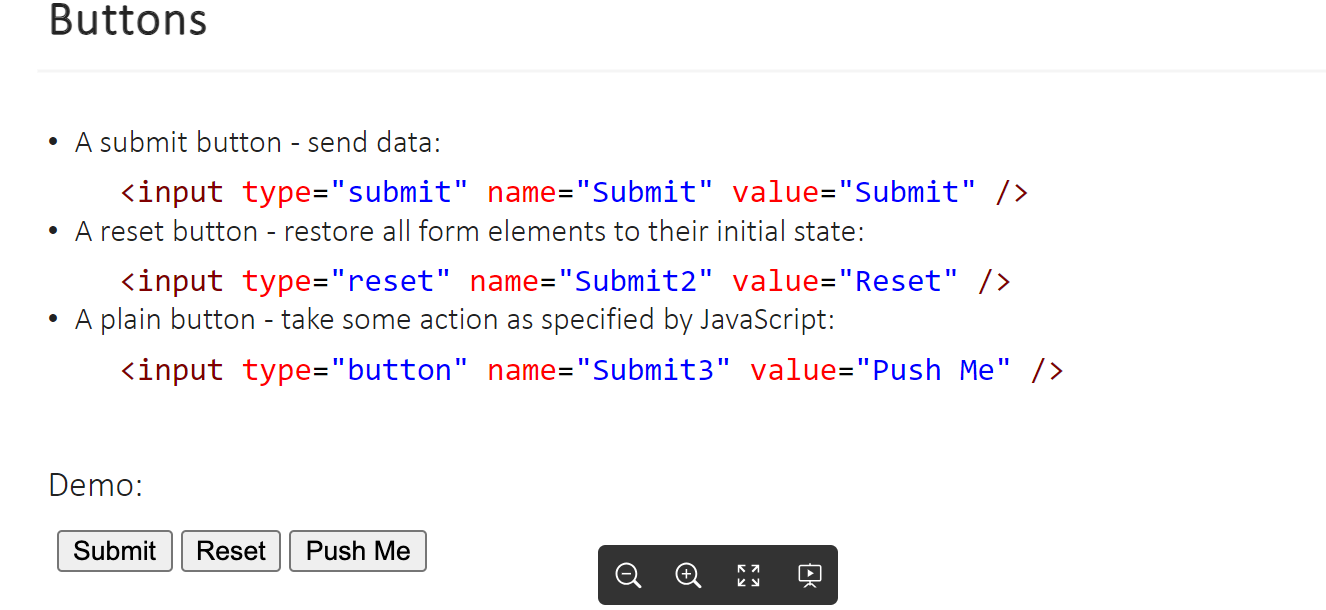 Buttons
• A submit button - send data:
<input type="submit" name="Submit" value="Submit" />
• A reset button - restore all form elements to their initial state:
<input type="reset" name="Submit2" value="Reset" />
• A plain button - take some action as specified by JavaScript:
<input type="button" name="Submit3" value="Push Me" />
Demo:
Submit Reset Push Me